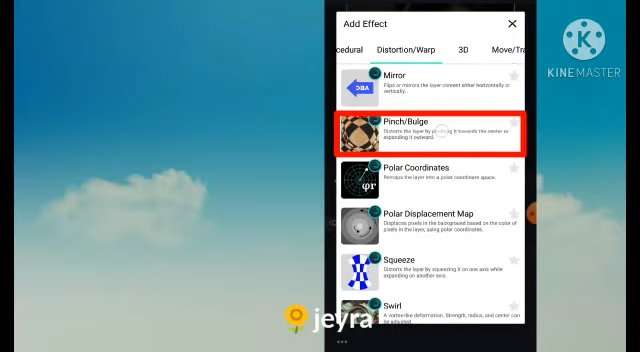 Add Effect
cedural Distortion/Warp 3D Move/Tra
KINEMASTER
Mirror
Flips or mirrors the layer content either horizontally or
vertically.
ABC
Pinch/Bulge
Distorts the layer by pinching it towards the center or
expanding it outward.
Polar Coordinates
Remaps the layer into a polar coordinate space.
φr
Polar Displacement Map
Displaces pixels in the background based on the color of
pixels in the layer, using polar coordinates.
Squeeze
Distorts the layer by squeezing it on one axis while
expanding on another axis.
Swirl
A vortex-like deformation. Strength, radius, and center can
be adjusted.
jeyra